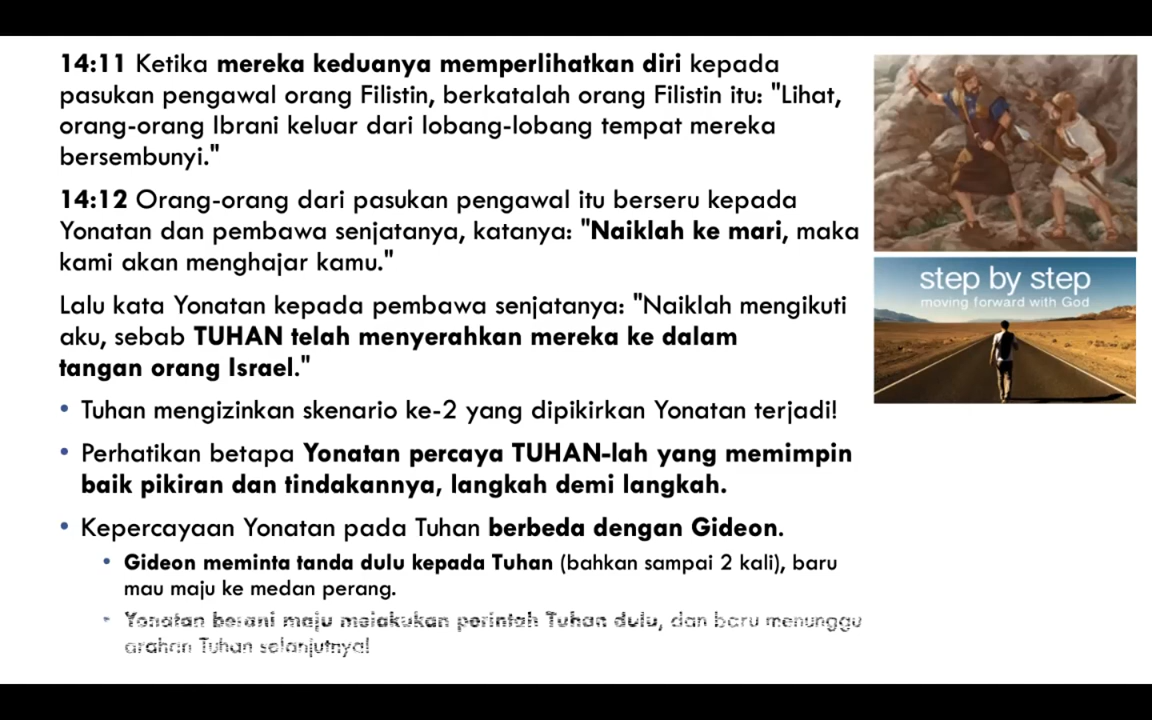 14:11 Ketika mereka keduanya memperlihatkan diri kepada
pasukan pengawal orang Filistin, berkatalah orang Filistin itu: "Lihat,
orang-orang Ibrani keluar dari lobang-lobang tempat mereka
bersembunyi."
14:12 Orang-orang dari pasukan pengawal itu berseru kepada
Yonatan dan pembawa senjatanya, katanya: "Naiklah ke mari, maka
kami akan menghajar kamu."
Lalu kata Yonatan kepada pembawa senjatanya: "Naiklah mengikuti
aku, sebab TUHAN telah menyerahkan mereka ke dalam
tangan orang Israel."
• Tuhan mengizinkan skenario ke-2 yang dipikirkan Yonatan terjadi!
• Perhatikan betapa Yonatan percaya TUHAN-lah yang memimpin
baik pikiran dan tindakannya, langkah demi langkah.
• Kepercayaan Yonatan pada Tuhan berbeda dengan Gideon.
• Gideon meminta tanda dulu kepada Tuhan (bahkan sampai 2 kali), baru
mau maju ke medan perang.
• Yonatan berani maju melakukan perintah Tuhan dulu, dan baru menunggu
arahan Tuhan selanjutnya!
step by step
moving forward with God